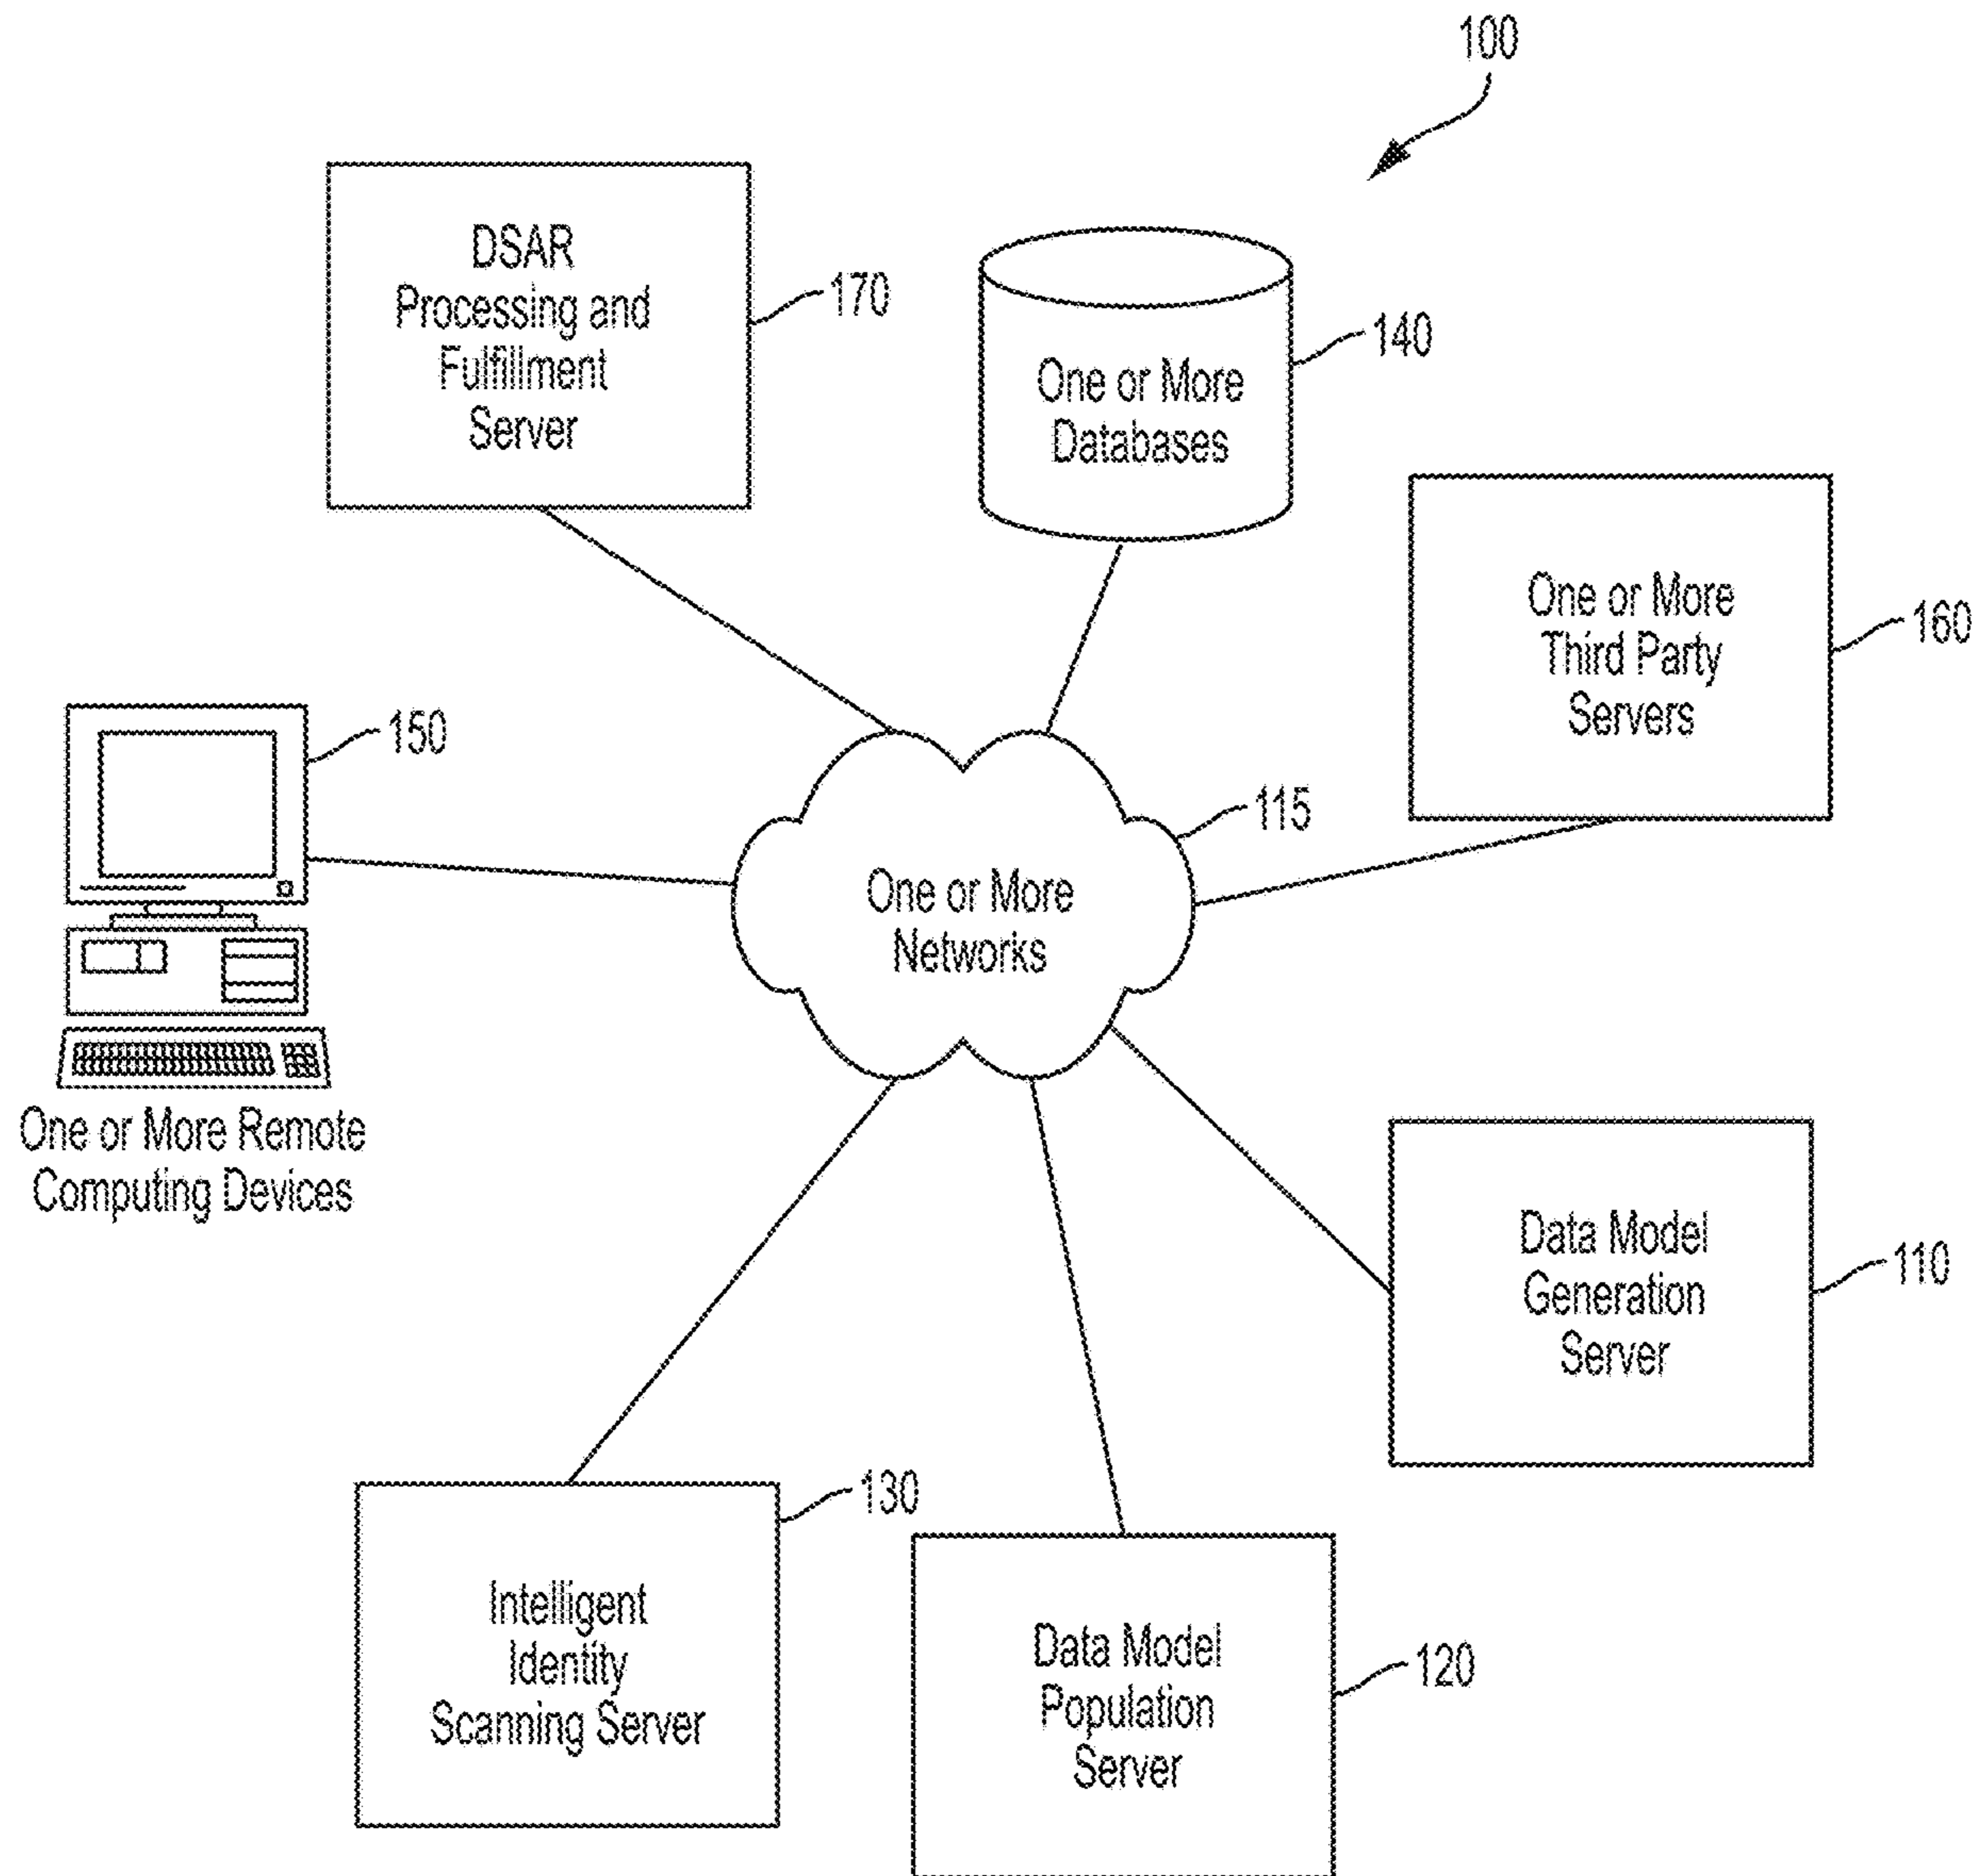 100
DSAR
Processing and
Fulfillment
Server
170
One or More
Databases
140
One or More
Third Party
Servers
160
150
One or More Remote
Computing Devices
115
One or More
Networks
Data Model
Generation
Server
110
Intelligent
Identity
Scanning Server
130
Data Model
Population
Server
120